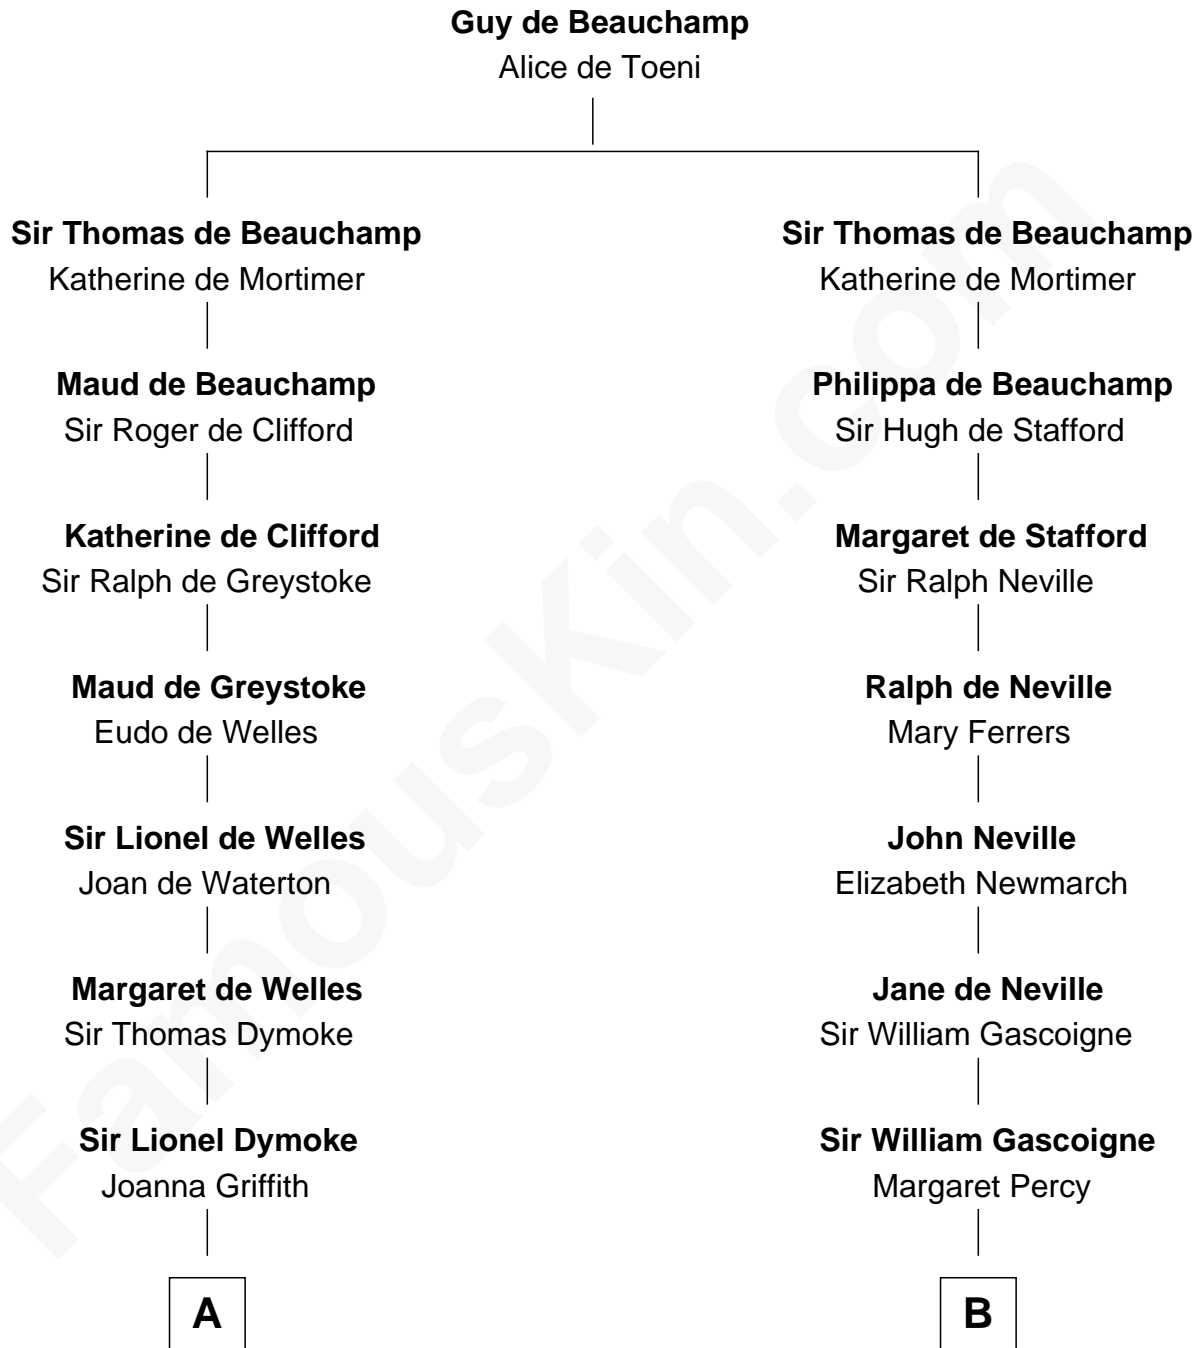 Guy de Beauchamp
Alice de Toeni
Sir Thomas de Beauchamp
Katherine de Mortimer
Sir Thomas de Beauchamp
Katherine de Mortimer
Maud de Beauchamp
Sir Roger de Clifford
Philippa de Beauchamp
Sir Hugh de Stafford
Katherine de Clifford
Sir Ralph de Greystoke
Margaret de Stafford
Sir Ralph Neville
Maud de Greystoke
Eudo de Welles
Ralph de Neville
Mary Ferrers
Sir Lionel de Welles
Joan de Waterton
John Neville
Elizabeth Newmarch
Margaret de Welles
Sir Thomas Dymoke
Jane de Neville
Sir William Gascoigne
Sir Lionel Dymoke
Joanna Griffith
Sir William Gascoigne
Margaret Percy
A
B
FamousKin.com